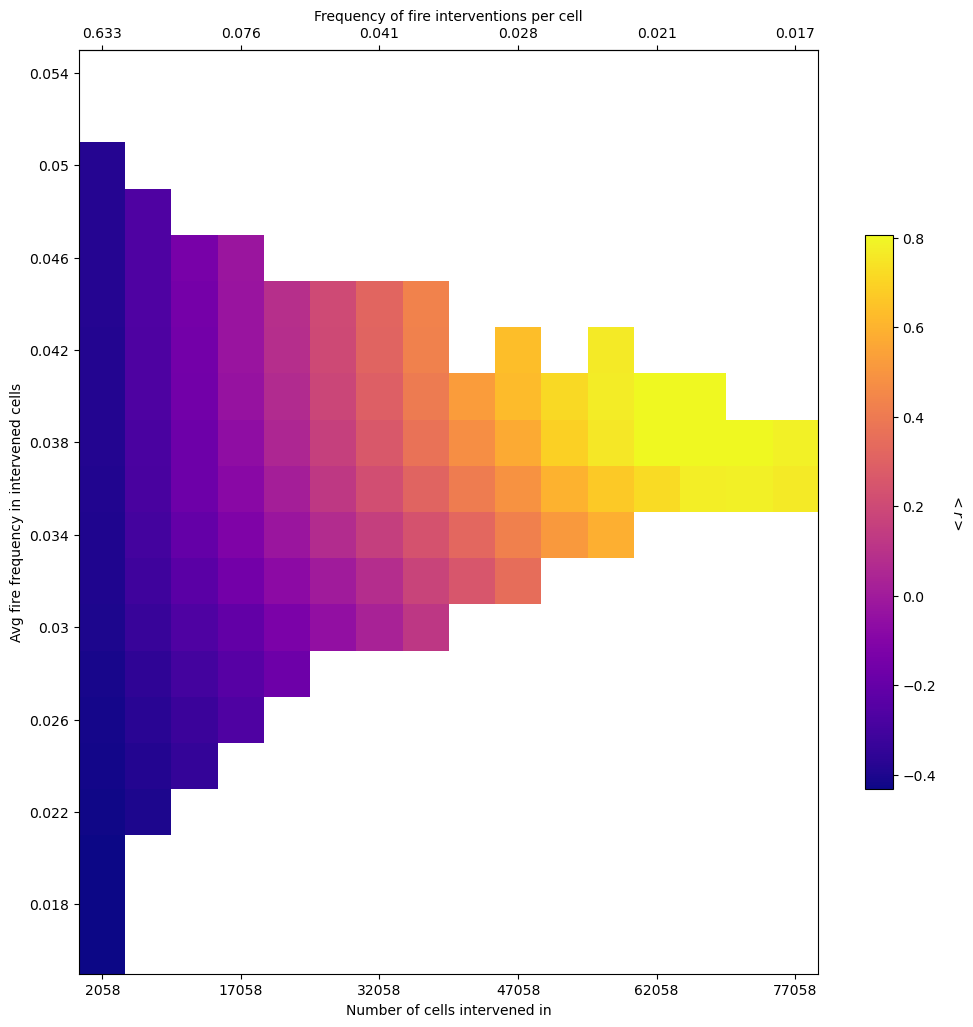 Frequency of fire interventions per cell
0.633 0.076 0.041 0.028 0.021 0.017
Avg fire frequency in intervened cells
0.054
0.05
0.046
0.042
0.038
0.034
0.03
0.026
0.022
0.018
2058 17058 32058 47058 62058 77058
Number of cells intervened in
0.8
0.6
0.4
0.2
0.0
−0.2
−0.4
< r >